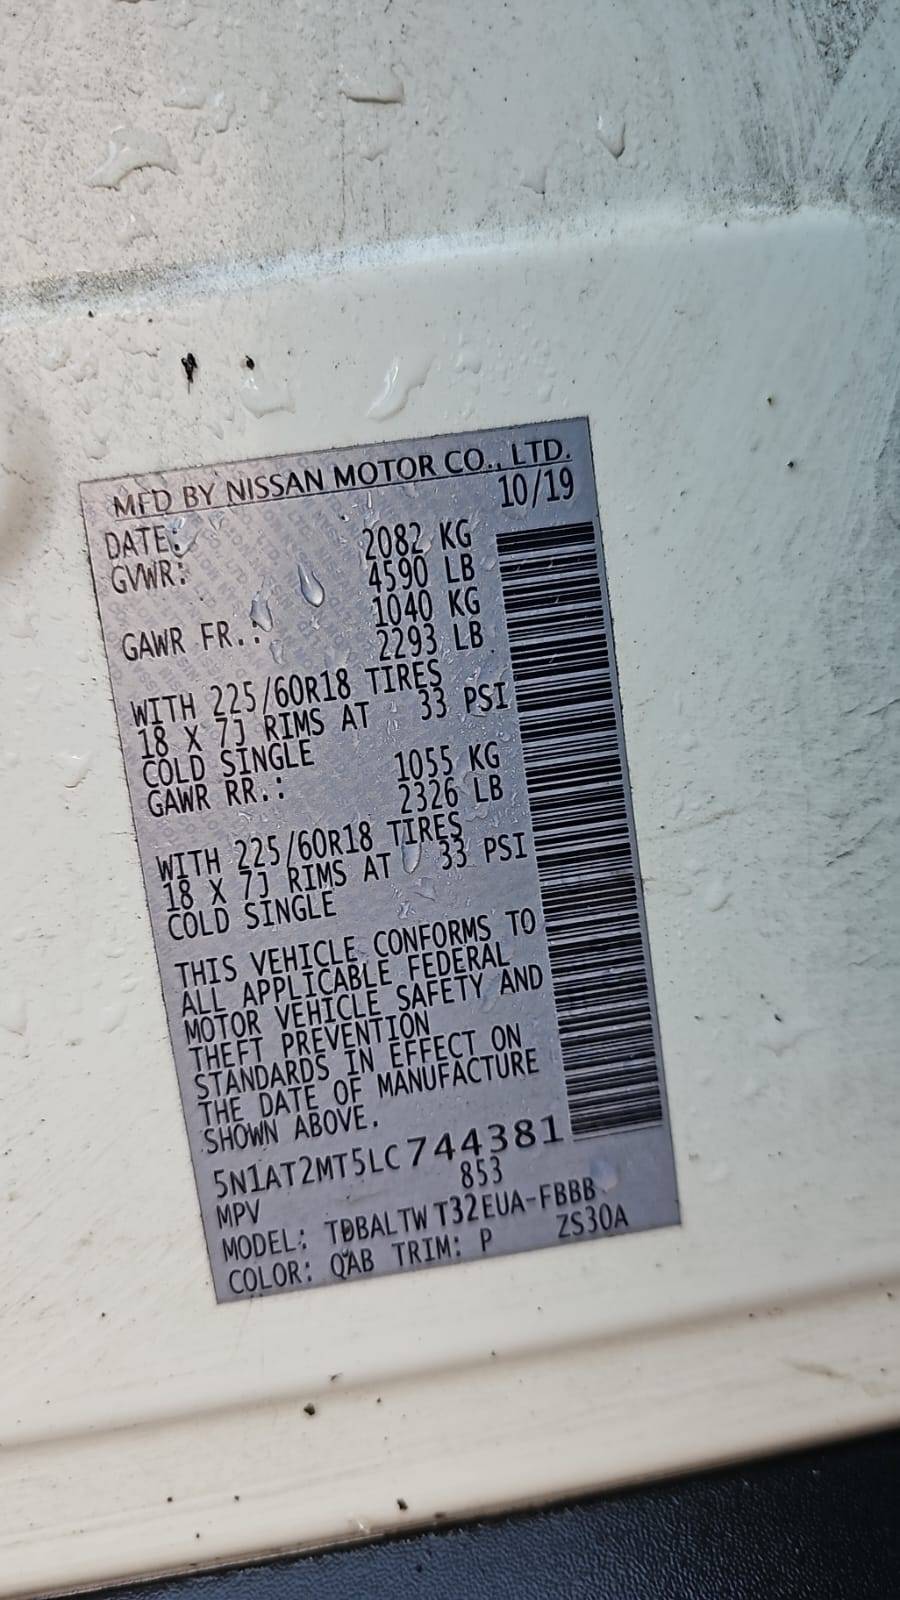 MFD BY NISSAN MOTOR CO., LTD.
DATE: 10/19
GVWR: 2082 KG
4590 LB
GAWR FR.: 1040 KG
2293 LB
WITH 225/60R18 TIRES
18 X 7J RIMS AT 33 PSI
COLD SINGLE
GAWR RR.: 1055 KG
2326 LB
WITH 225/60R18 TIRES
18 X 7J RIMS AT 33 PSI
COLD SINGLE
THIS VEHICLE CONFORMS TO
ALL APPLICABLE FEDERAL
MOTOR VEHICLE SAFETY AND
THEFT PREVENTION
STANDARDS IN EFFECT ON
THE DATE OF MANUFACTURE
SHOWN ABOVE.
5N1AT2MT5LC744381
MPV 853
MODEL: TDBALTW T32EUA-FBBB
COLOR: QAB TRIM: P ZS30A